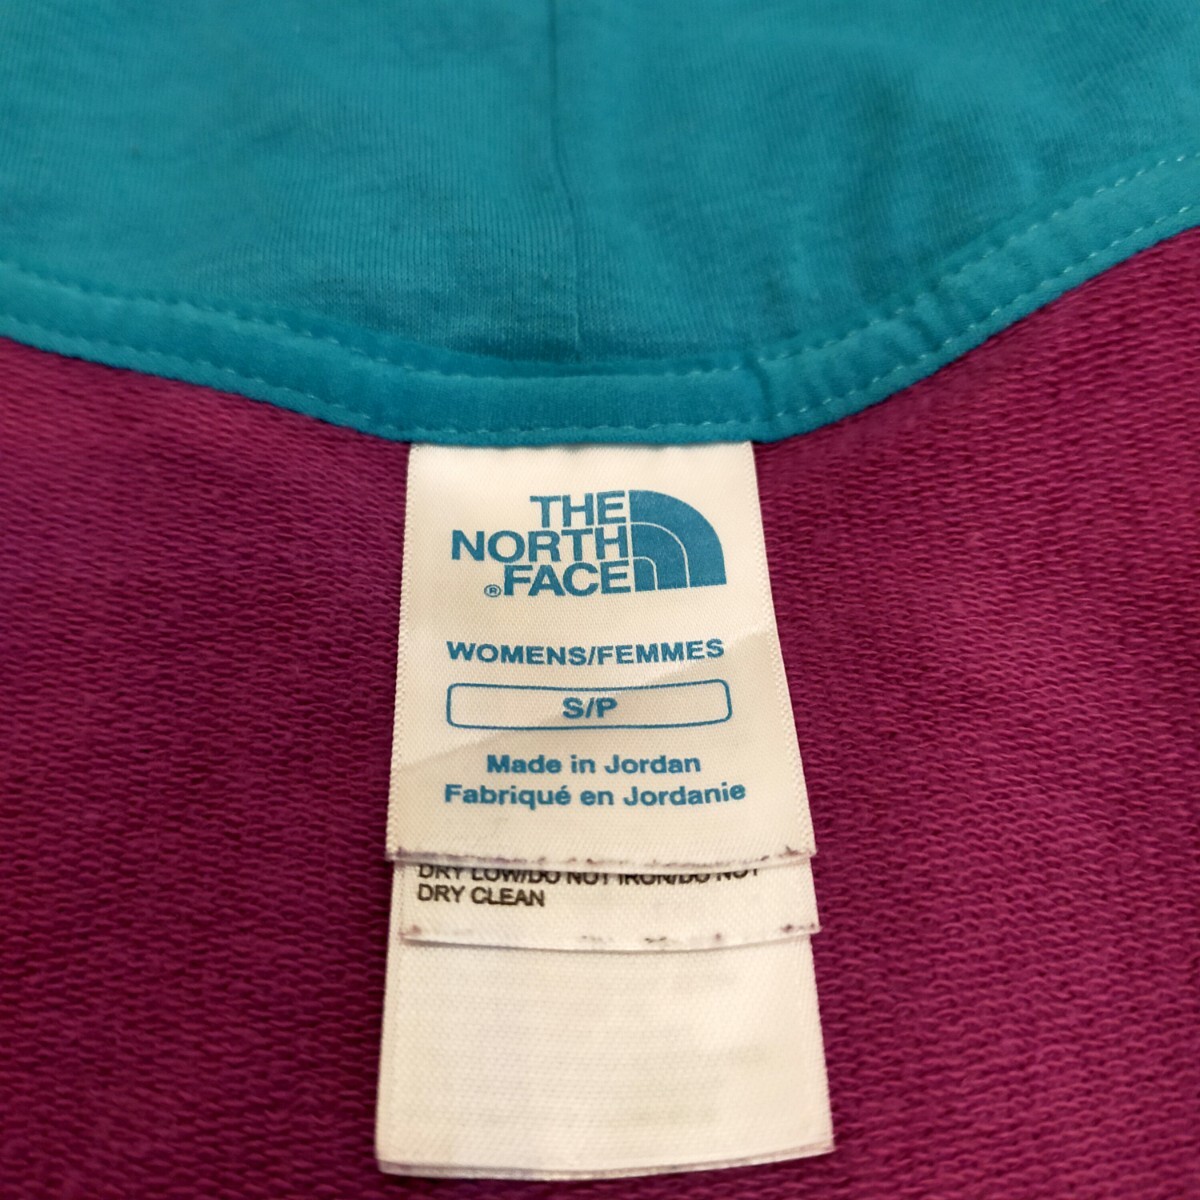 THE
NORTH
®FACE
WOMENS/FEMMES
S/P
Made in Jordan
Fabriqué en Jordanie
DRY LOW/DO NOT IRON/DO NOT
DRY CLEAN